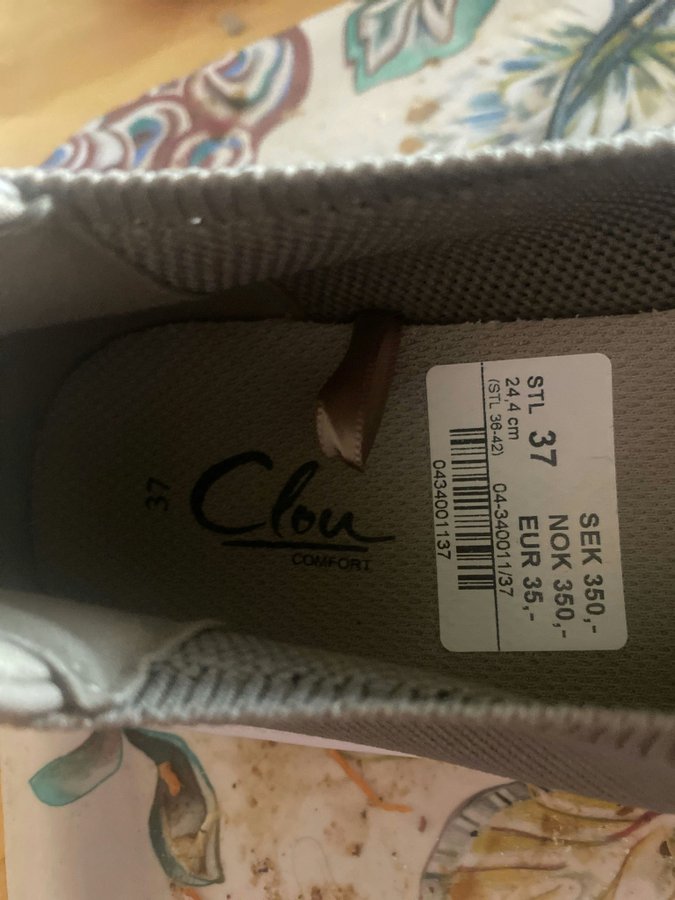 37
Clou
COMFORT
STL 37
24,4 cm
(STL 36-42)
SEK 350,-
NOK 350,-
EUR 35,-
04-340011/37
0434001137